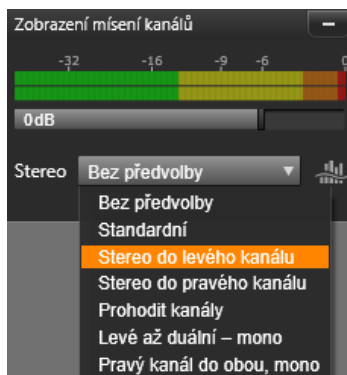 Zobrazení mísení kanálů
-32 -16 -9 -6 0
0dB
Stereo Bez předvolby
Bez předvolby
Standardní
Stereo do levého kanálu
Stereo do pravého kanálu
Prohodit kanály
Levé až duální – mono
Pravý kanál do obou, mono